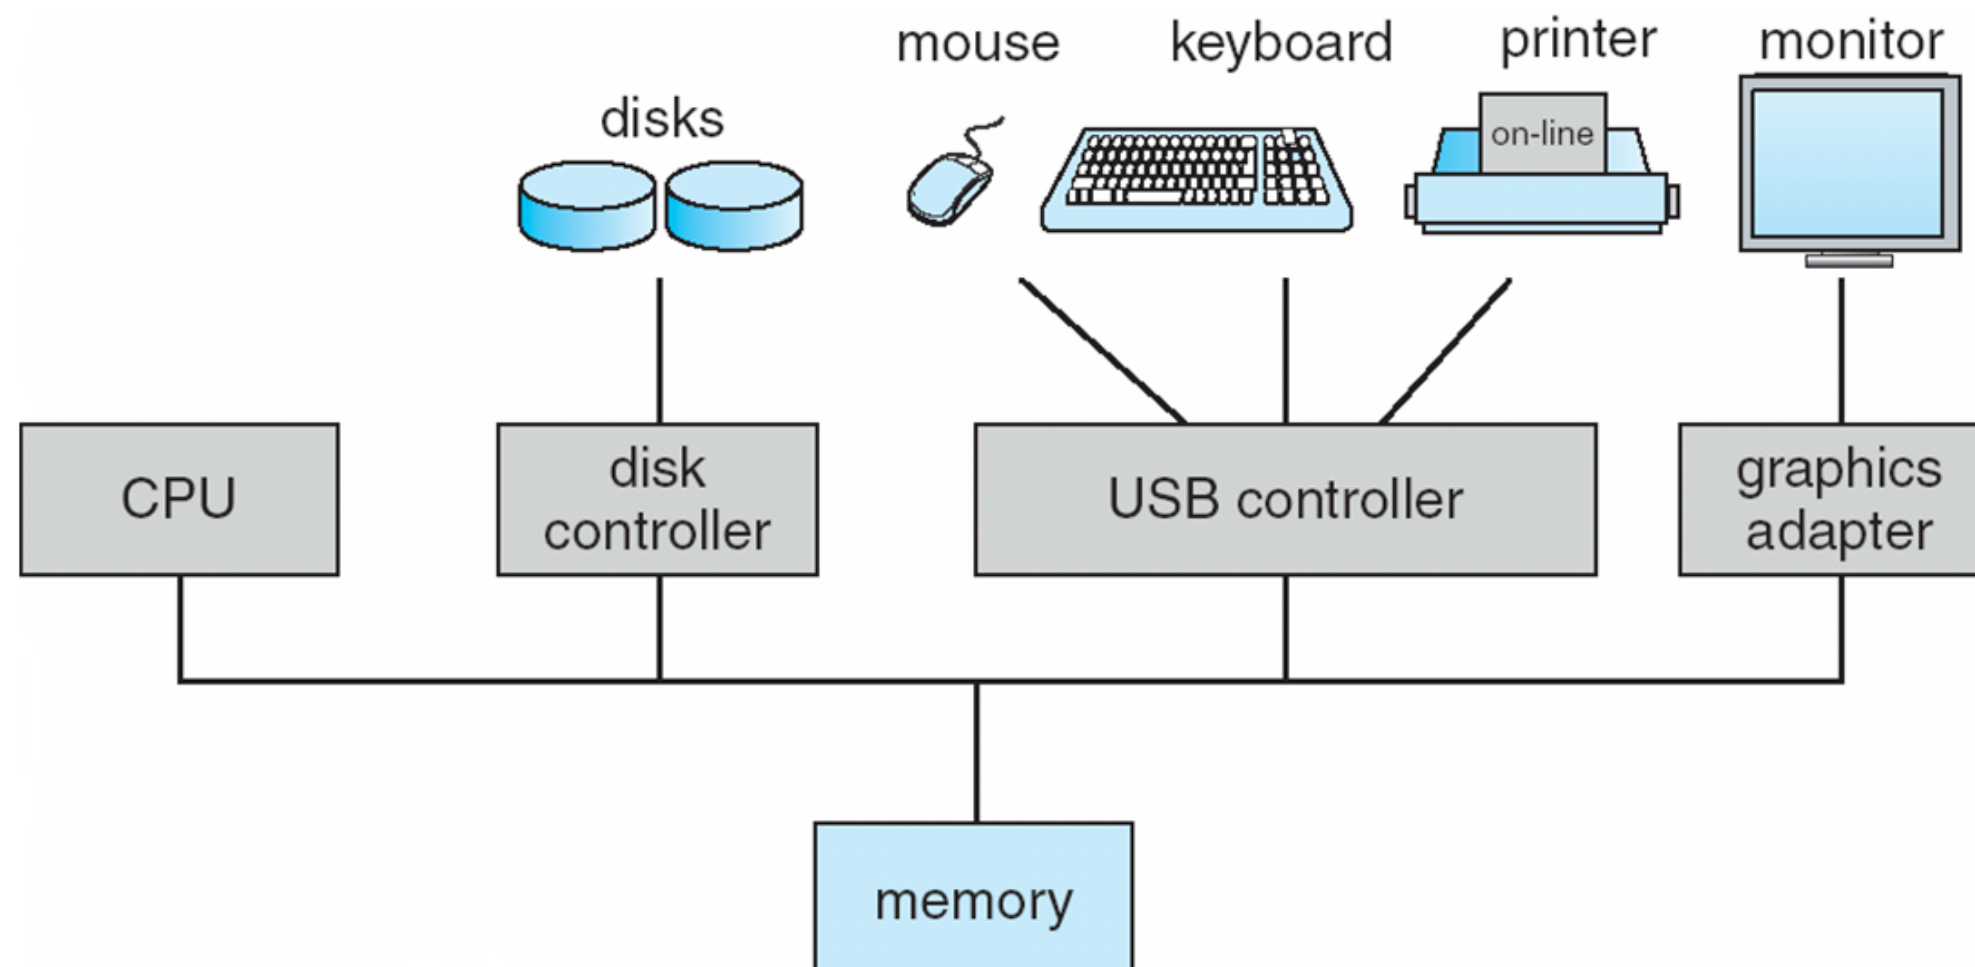 mouse
keyboard
printer
monitor
disks
on-line
CPU
disk
controller
USB controller
graphics
adapter
memory